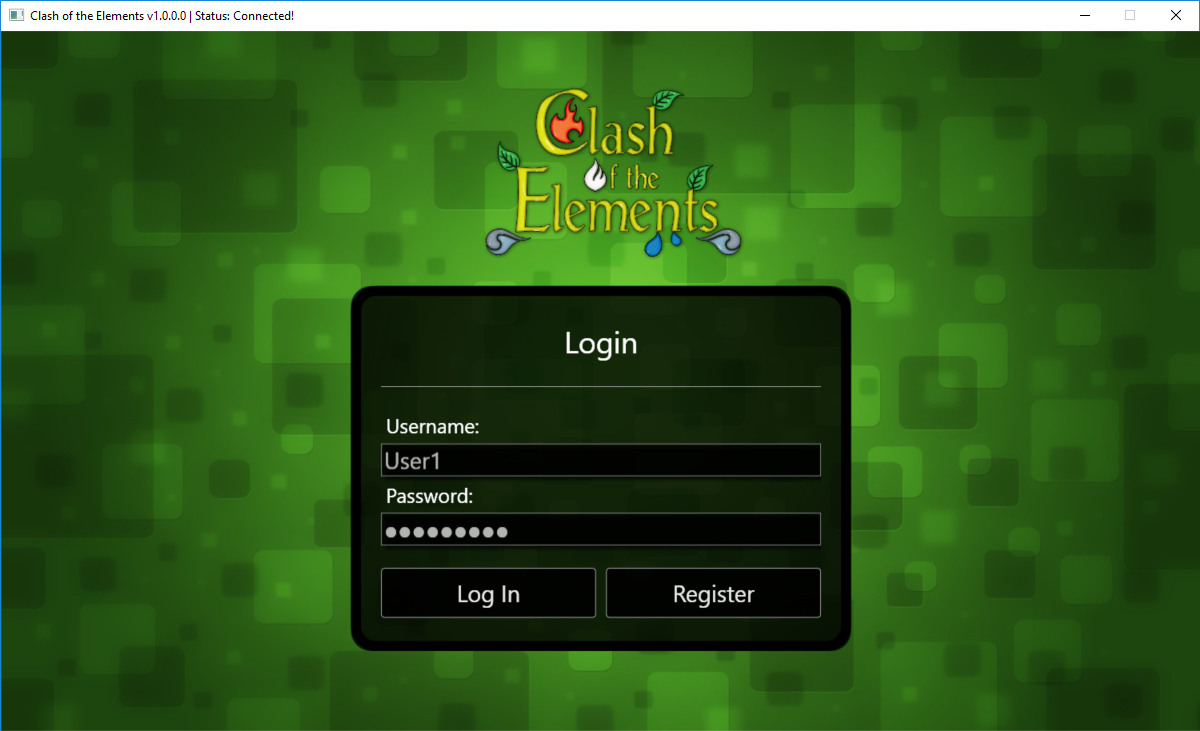 Clash of the Elements v1.0.0.0 | Status: Connected!
Clash
of the
Elements
Login
Username:
User1
Password:
●●●●●●●●●
Log In
Register